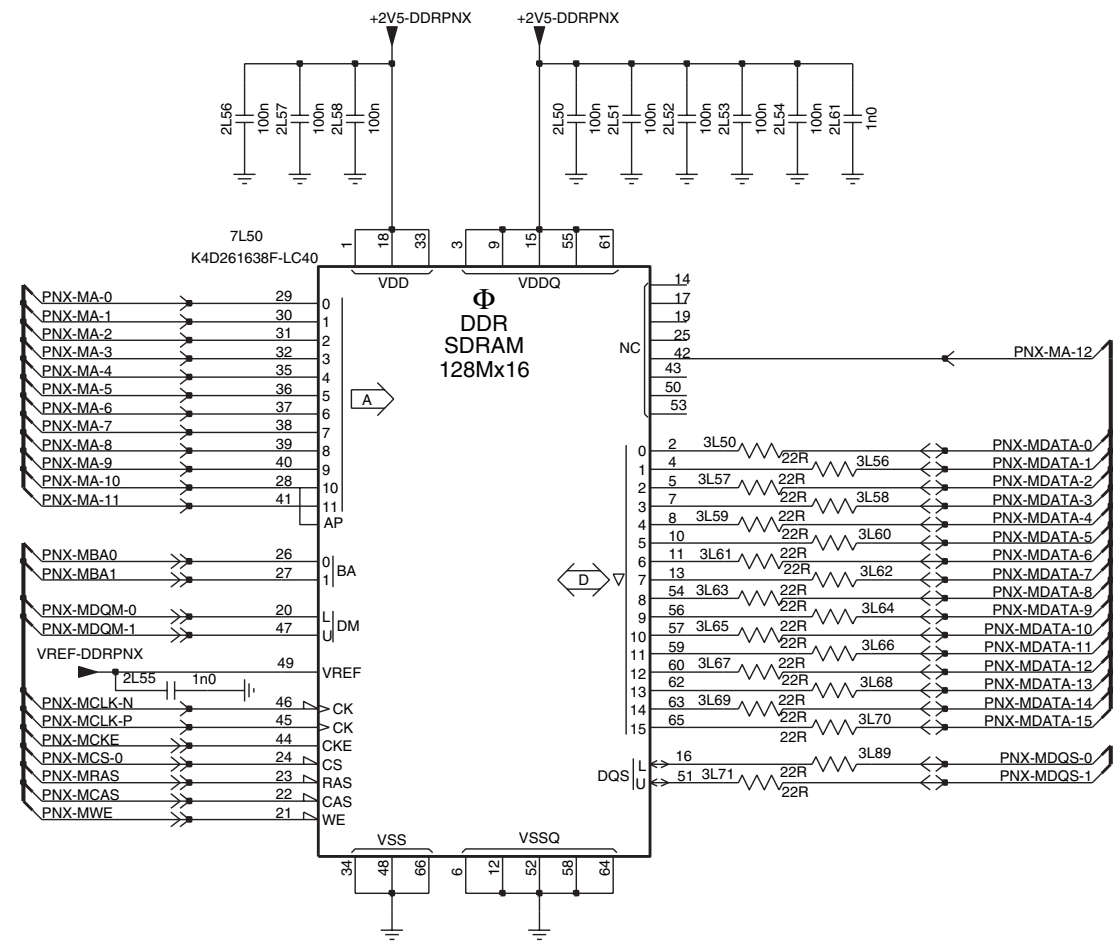 +2V5-DDRPNX
+2V5-DDRPNX
2L56 100n 2L57 100n 2L58 100n
2L50 100n 2L51 100n 2L52 100n 2L53 100n 2L54 100n 2L61 1n0
7L50
K4D261638F-LC40
1 18 33
3 9 15 55 61
VDD
VDDQ
Φ
DDR
SDRAM
128Mx16
PNX-MA-0 29 0
PNX-MA-1 30 1
PNX-MA-2 31 2
PNX-MA-3 32 3
PNX-MA-4 35 4
PNX-MA-5 36 5
PNX-MA-6 37 6
PNX-MA-7 38 7
PNX-MA-8 39 8
PNX-MA-9 40 9
PNX-MA-10 28 10
PNX-MA-11 41 11
AP
A
PNX-MBA0 26 0
PNX-MBA1 27 1
BA
PNX-MDQM-0 20 L
PNX-MDQM-1 47 U
DM
VREF-DDRPNX 49 VREF
2L55 1n0
PNX-MCLK-N 46 CK
PNX-MCLK-P 45 CK
PNX-MCKE 44 CKE
PNX-MCS-0 24 CS
PNX-MRAS 23 RAS
PNX-MCAS 22 CAS
PNX-MWE 21 WE
NC
14
17
19
25
42 PNX-MA-12
43
50
53
D
0 2 3L50 22R PNX-MDATA-0
1 4 22R 3L56 PNX-MDATA-1
2 5 3L57 22R PNX-MDATA-2
3 7 22R 3L58 PNX-MDATA-3
4 8 3L59 22R PNX-MDATA-4
5 10 22R 3L60 PNX-MDATA-5
6 11 3L61 22R PNX-MDATA-6
7 13 22R 3L62 PNX-MDATA-7
8 54 3L63 22R PNX-MDATA-8
9 56 22R 3L64 PNX-MDATA-9
10 57 3L65 22R PNX-MDATA-10
11 59 22R 3L66 PNX-MDATA-11
12 60 3L67 22R PNX-MDATA-12
13 62 22R 3L68 PNX-MDATA-13
14 63 3L69 22R PNX-MDATA-14
15 65 22R 3L70 PNX-MDATA-15
DQS
L 16 22R 3L89 PNX-MDQS-0
U 51 3L71 22R PNX-MDQS-1
VSS
VSSQ
34 48 66
6 12 52 58 64